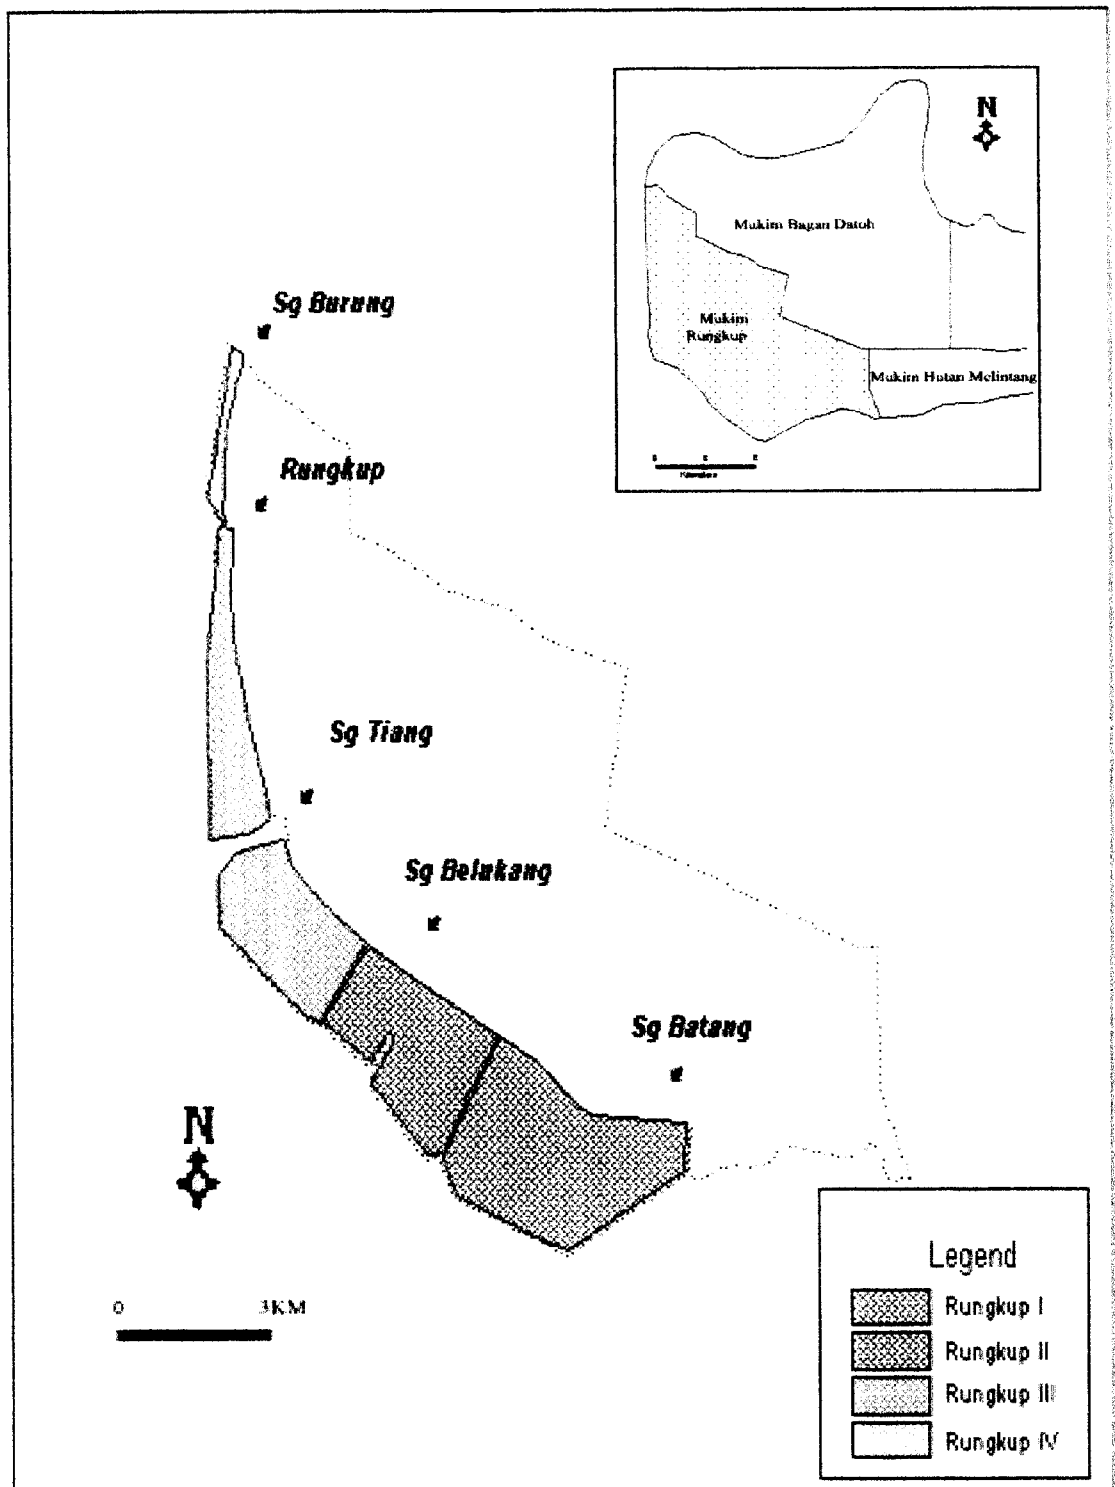 N
Mukim Bagan Datoh
Mukim
Rungkup
Mukim Hutan Melintang
Sg Burung
Rungkup
Sg Tiang
Sg Belukang
Sg Batang
N
0 3KM
Legend
Rungkup I
Rungkup II
Rungkup III
Rungkup IV